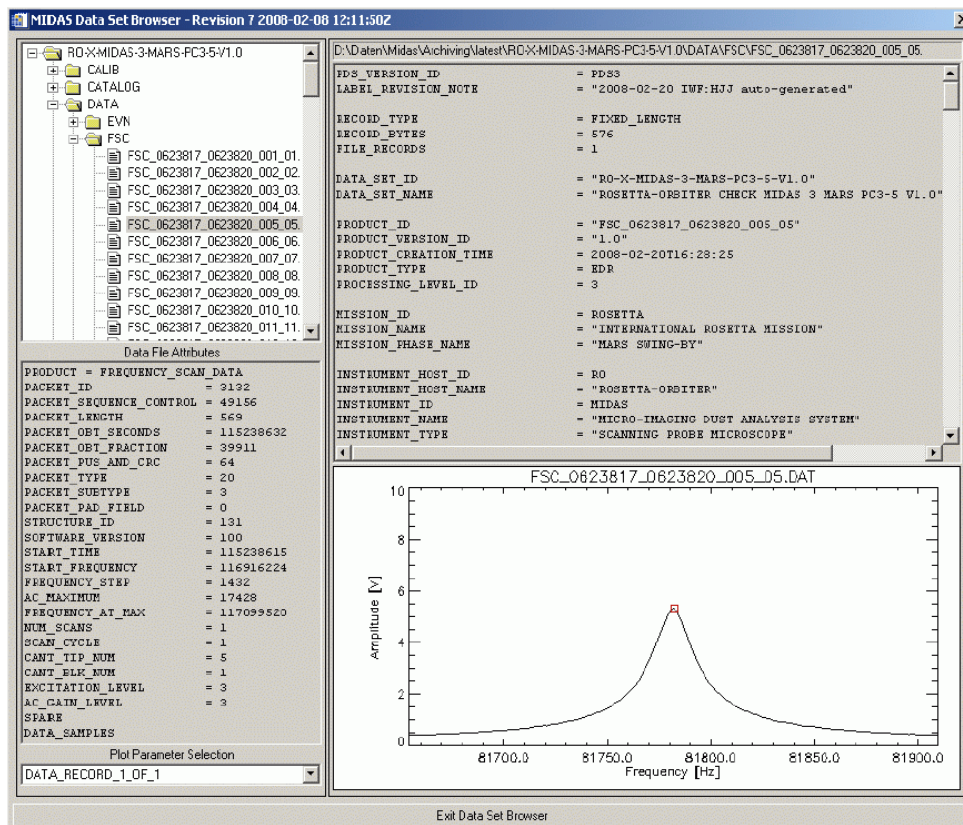 MIDAS Data Set Browser - Revision 7 2008-02-08 12:11:50Z
RO-X-MIDAS-3-MARS-PC3-5-V1.0
CALIB
CATALOG
DATA
EVN
FSC
FSC_0623817_0623820_001_01.
FSC_0623817_0623820_002_02.
FSC_0623817_0623820_003_03.
FSC_0623817_0623820_004_04.
FSC_0623817_0623820_005_05.
FSC_0623817_0623820_006_06.
FSC_0623817_0623820_007_07.
FSC_0623817_0623820_008_08.
FSC_0623817_0623820_009_09.
FSC_0623817_0623820_010_10.
FSC_0623817_0623820_011_11.
Data File Attributes
PRODUCT = FREQUENCY_SCAN_DATA
PACKET_ID = 3132
PACKET_SEQUENCE_CONTROL = 49156
PACKET_LENGTH = 569
PACKET_OBT_SECONDS = 115238632
PACKET_OBT_FRACTION = 39911
PACKET_PUS_AND_CRC = 64
PACKET_TYPE = 20
PACKET_SUBTYPE = 3
PACKET_PAD_FIELD = 0
STRUCTURE_ID = 131
SOFTWARE_VERSION = 100
START_TIME = 115238615
START_FREQUENCY = 116916224
FREQUENCY_STEP = 1432
AC_MAXIMUM = 17428
FREQUENCY_AT_MAX = 117099520
NUM_SCANS = 1
SCAN_CYCLE = 1
CANT_TIP_NUM = 5
CANT_BLK_NUM = 1
EXCITATION_LEVEL = 3
AC_GAIN_LEVEL = 3
SPARE
DATA_SAMPLES
Plot Parameter Selection
DATA_RECORD_1_OF_1
D:\Daten\Midas\Archiving\latest\RO-X-MIDAS-3-MARS-PC3-5-V1.0\DATA\FSC\FSC_0623817_0623820_005_05.
PDS_VERSION_ID = PDS3
LABEL_REVISION_NOTE = "2008-02-20 IWF:HJJ auto-generated"
RECORD_TYPE = FIXED_LENGTH
RECORD_BYTES = 576
FILE_RECORDS = 1
DATA_SET_ID = "RO-X-MIDAS-3-MARS-PC3-5-V1.0"
DATA_SET_NAME = "ROSETTA-ORBITER CHECK MIDAS 3 MARS PC3-5 V1.0"
PRODUCT_ID = "FSC_0623817_0623820_005_05"
PRODUCT_VERSION_ID = "1.0"
PRODUCT_CREATION_TIME = 2008-02-20T16:28:25
PRODUCT_TYPE = EDR
PROCESSING_LEVEL_ID = 3
MISSION_ID = ROSETTA
MISSION_NAME = "INTERNATIONAL ROSETTA MISSION"
MISSION_PHASE_NAME = "MARS SWING-BY"
INSTRUMENT_HOST_ID = RO
INSTRUMENT_HOST_NAME = "ROSETTA-ORBITER"
INSTRUMENT_ID = MIDAS
INSTRUMENT_NAME = "MICRO-IMAGING DUST ANALYSIS SYSTEM"
INSTRUMENT_TYPE = "SCANNING PROBE MICROSCOPE"
FSC_0623817_0623820_005_05.DAT
10
8
6
4
2
0
Amplitude [V]
81700.0 81750.0 81800.0 81850.0 81900.0
Frequency [Hz]
Exit Data Set Browser